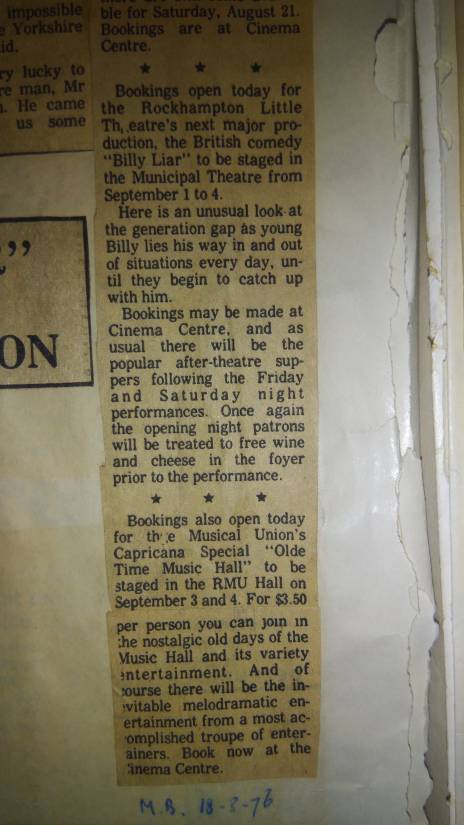 impossible
Yorkshire
id.
ry lucky to
re man, Mr
He came
us some
”
ON
ble for Saturday, August 21.
Bookings are at Cinema
Centre.
★ ★ ★
Bookings open today for
the Rockhampton Little
Th, eatre's next major pro-
duction, the British comedy
“Billy Liar” to be staged in
the Municipal Theatre from
September 1 to 4.
Here is an unusual look at
the generation gap as young
Billy lies his way in and out
of situations every day, un-
til they begin to catch up
with him.
Bookings may be made at
Cinema Centre, and as
usual there will be the
popular after-theatre sup-
pers following the Friday
and Saturday night
performances. Once again
the opening night patrons
will be treated to free wine
and cheese in the foyer
prior to the performance.
★ ★ ★
Bookings also open today
for the Musical Union's
Capricana Special “Olde
Time Music Hall” to be
staged in the RMU Hall on
September 3 and 4. For $3.50
per person you can join in
he nostalgic old days of the
Music Hall and its variety
ntertainment. And of
ourse there will be the in-
vitable melodramatic en-
ertainment from a most ac-
omplished troupe of enter-
ainers. Book now at the
inema Centre.
M.B. 18-8-76